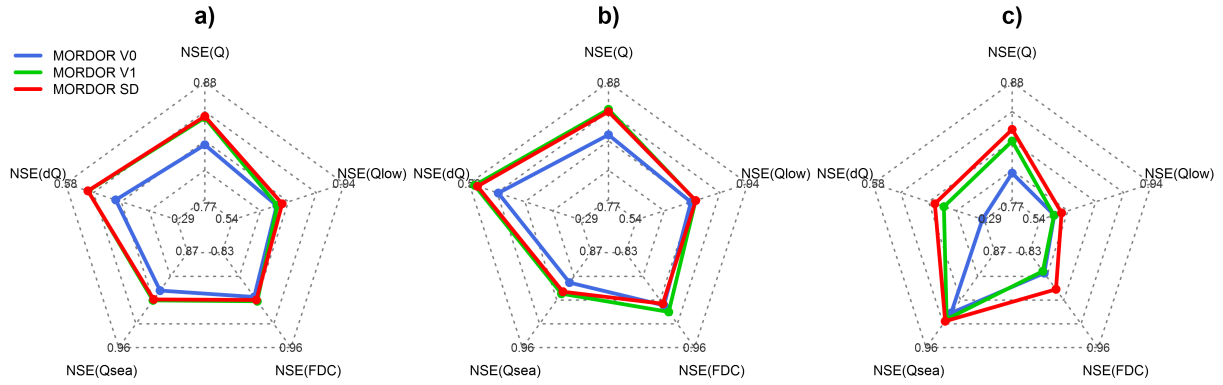 a)
NSE(Q)
MORDOR V0
MORDOR V1
MORDOR SD
0.88
NSE(dQ)
0.58
NSE(Qlow)
0.94
0.77
0.29
0.54
0.87
0.83
0.96
0.96
NSE(Qsea)
NSE(FDC)
b)
NSE(Q)
0.88
NSE(dQ)
NSE(Qlow)
0.94
0.77
0.29
0.54
0.87
0.83
0.96
0.96
NSE(Qsea)
NSE(FDC)
c)
NSE(Q)
0.88
NSE(dQ)
0.58
NSE(Qlow)
0.94
0.77
0.29
0.54
0.87
0.83
0.96
0.96
NSE(Qsea)
NSE(FDC)